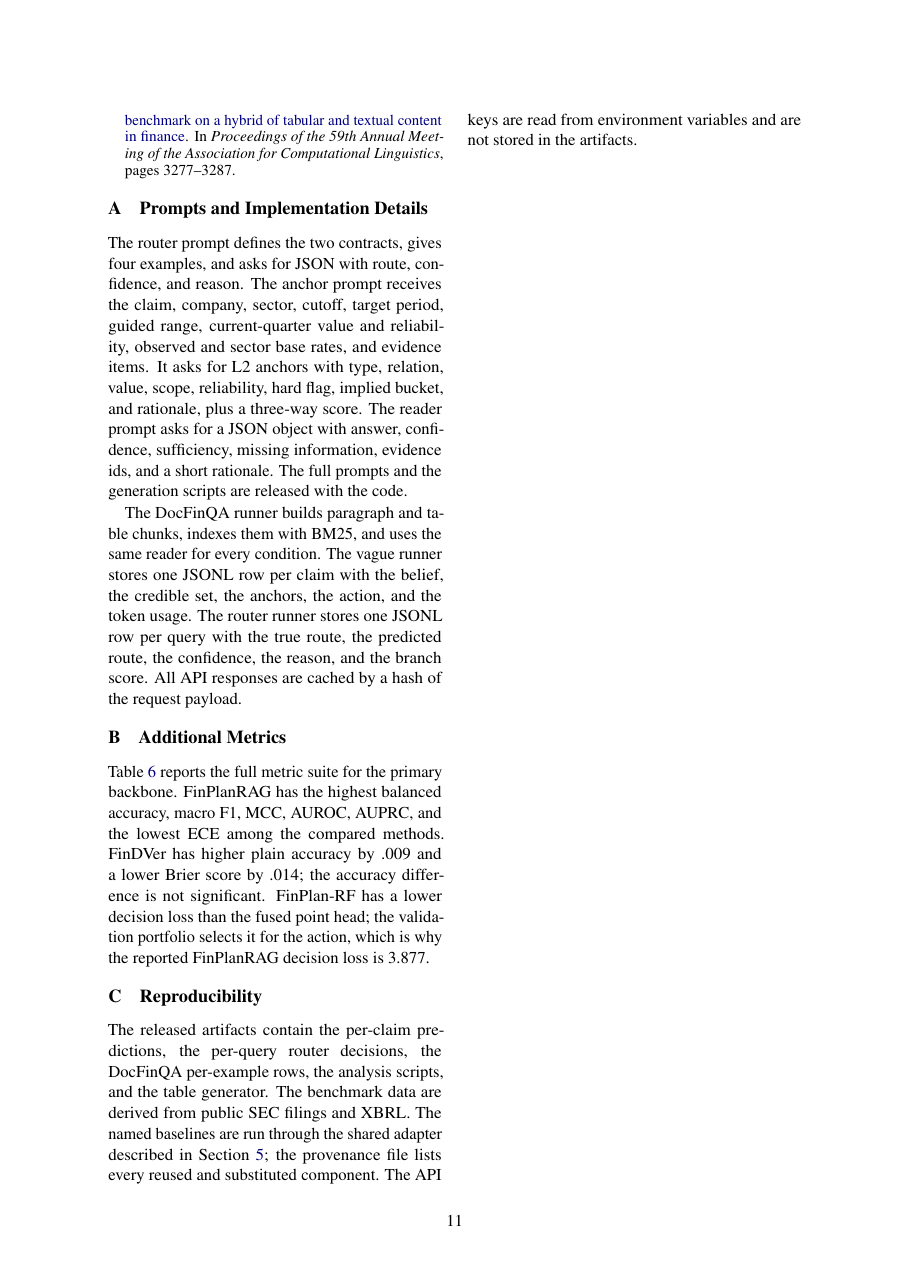 benchmark on a hybrid of tabular and textual content
in finance. In Proceedings of the 59th Annual Meet-
ing of the Association for Computational Linguistics,
pages 3277–3287.
A Prompts and Implementation Details
The router prompt defines the two contracts, gives
four examples, and asks for JSON with route, con-
fidence, and reason. The anchor prompt receives
the claim, company, sector, cutoff, target period,
guided range, current-quarter value and reliabil-
ity, observed and sector base rates, and evidence
items. It asks for L2 anchors with type, relation,
value, scope, reliability, hard flag, implied bucket,
and rationale, plus a three-way score. The reader
prompt asks for a JSON object with answer, confi-
dence, sufficiency, missing information, evidence
ids, and a short rationale. The full prompts and the
generation scripts are released with the code.
The DocFinQA runner builds paragraph and ta-
ble chunks, indexes them with BM25, and uses the
same reader for every condition. The vague runner
stores one JSONL row per claim with the belief,
the credible set, the anchors, the action, and the
token usage. The router runner stores one JSONL
row per query with the true route, the predicted
route, the confidence, the reason, and the branch
score. All API responses are cached by a hash of
the request payload.
B Additional Metrics
Table 6 reports the full metric suite for the primary
backbone. FinPlanRAG has the highest balanced
accuracy, macro F1, MCC, AUROC, AUPRC, and
the lowest ECE among the compared methods.
FinDVer has higher plain accuracy by .009 and
a lower Brier score by .014; the accuracy differ-
ence is not significant. FinPlan-RF has a lower
decision loss than the fused point head; the valida-
tion portfolio selects it for the action, which is why
the reported FinPlanRAG decision loss is 3.877.
C Reproducibility
The released artifacts contain the per-claim pre-
dictions, the per-query router decisions, the
DocFinQA per-example rows, the analysis scripts,
and the table generator. The benchmark data are
derived from public SEC filings and XBRL. The
named baselines are run through the shared adapter
described in Section 5; the provenance file lists
every reused and substituted component. The API
keys are read from environment variables and are
not stored in the artifacts.
11